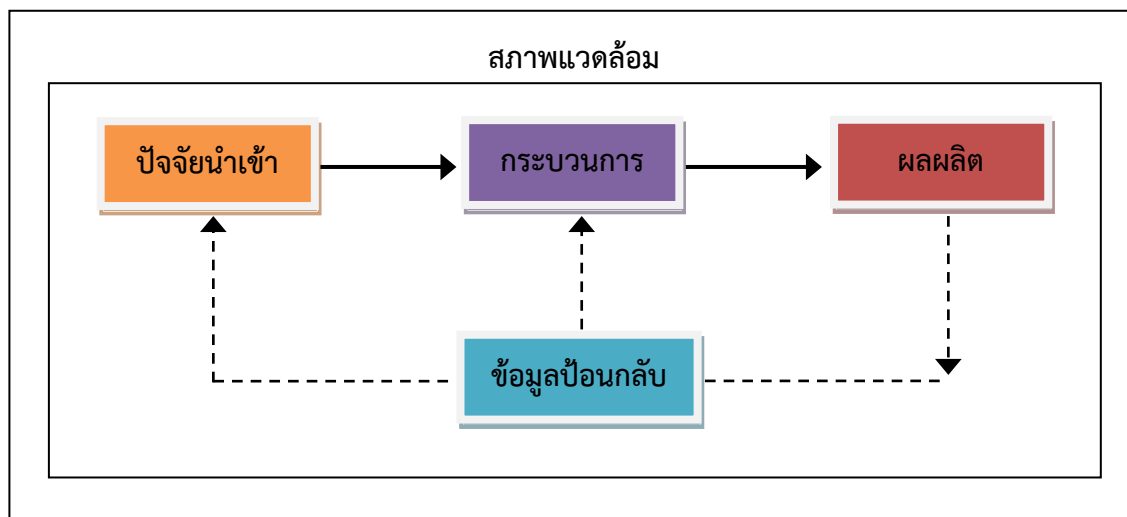 สภาพแวดล้อม
ปัจจัยนำเข้า
กระบวนการ
ผลผลิต
ข้อมูลป้อนกลับ